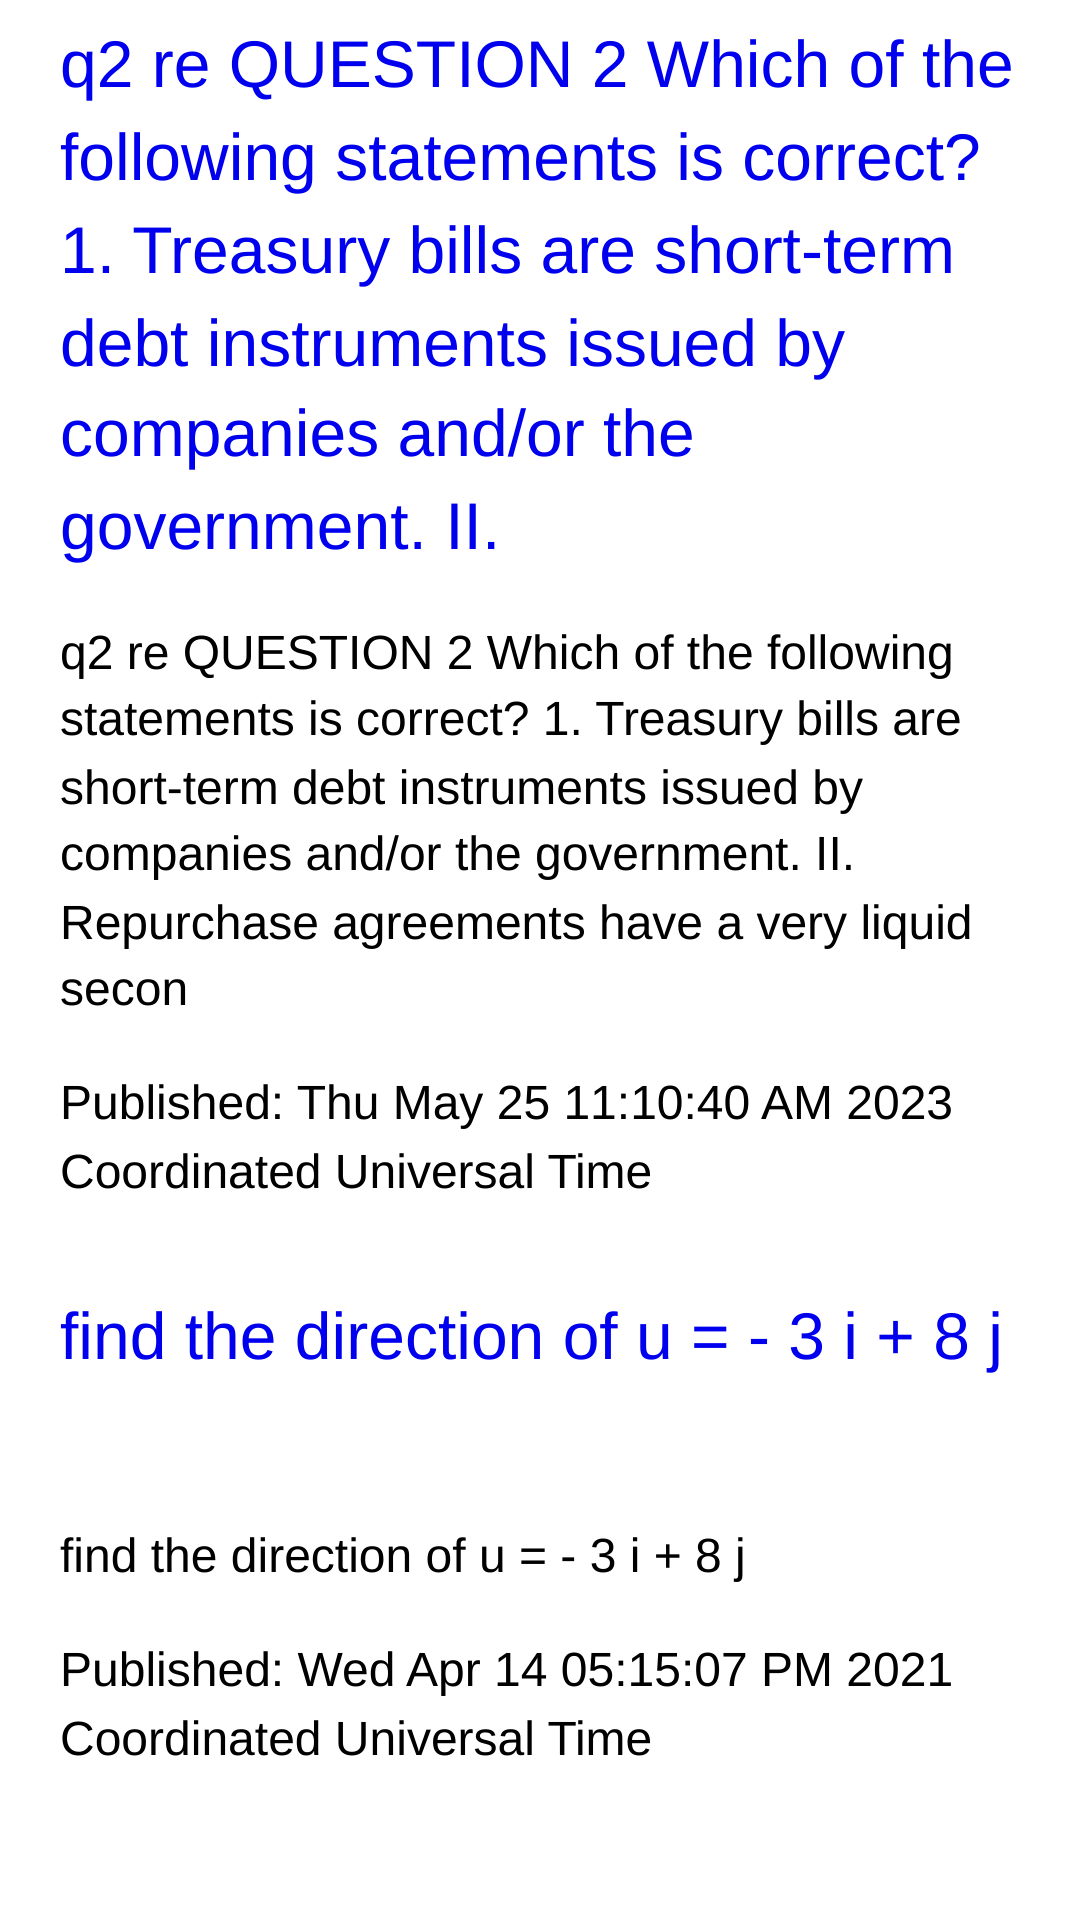 q2 re QUESTION 2 Which of the
following statements is correct?
1. Treasury bills are short-term
debt instruments issued by
companies and/or the
government. II.
q2 re QUESTION 2 Which of the following
statements is correct? 1. Treasury bills are
short-term debt instruments issued by
companies and/or the government. II.
Repurchase agreements have a very liquid
secon
Published: Thu May 25 11:10:40 AM 2023
Coordinated Universal Time
find the direction of u = - 3 i + 8 j
find the direction of u = - 3 i + 8 j
Published: Wed Apr 14 05:15:07 PM 2021
Coordinated Universal Time